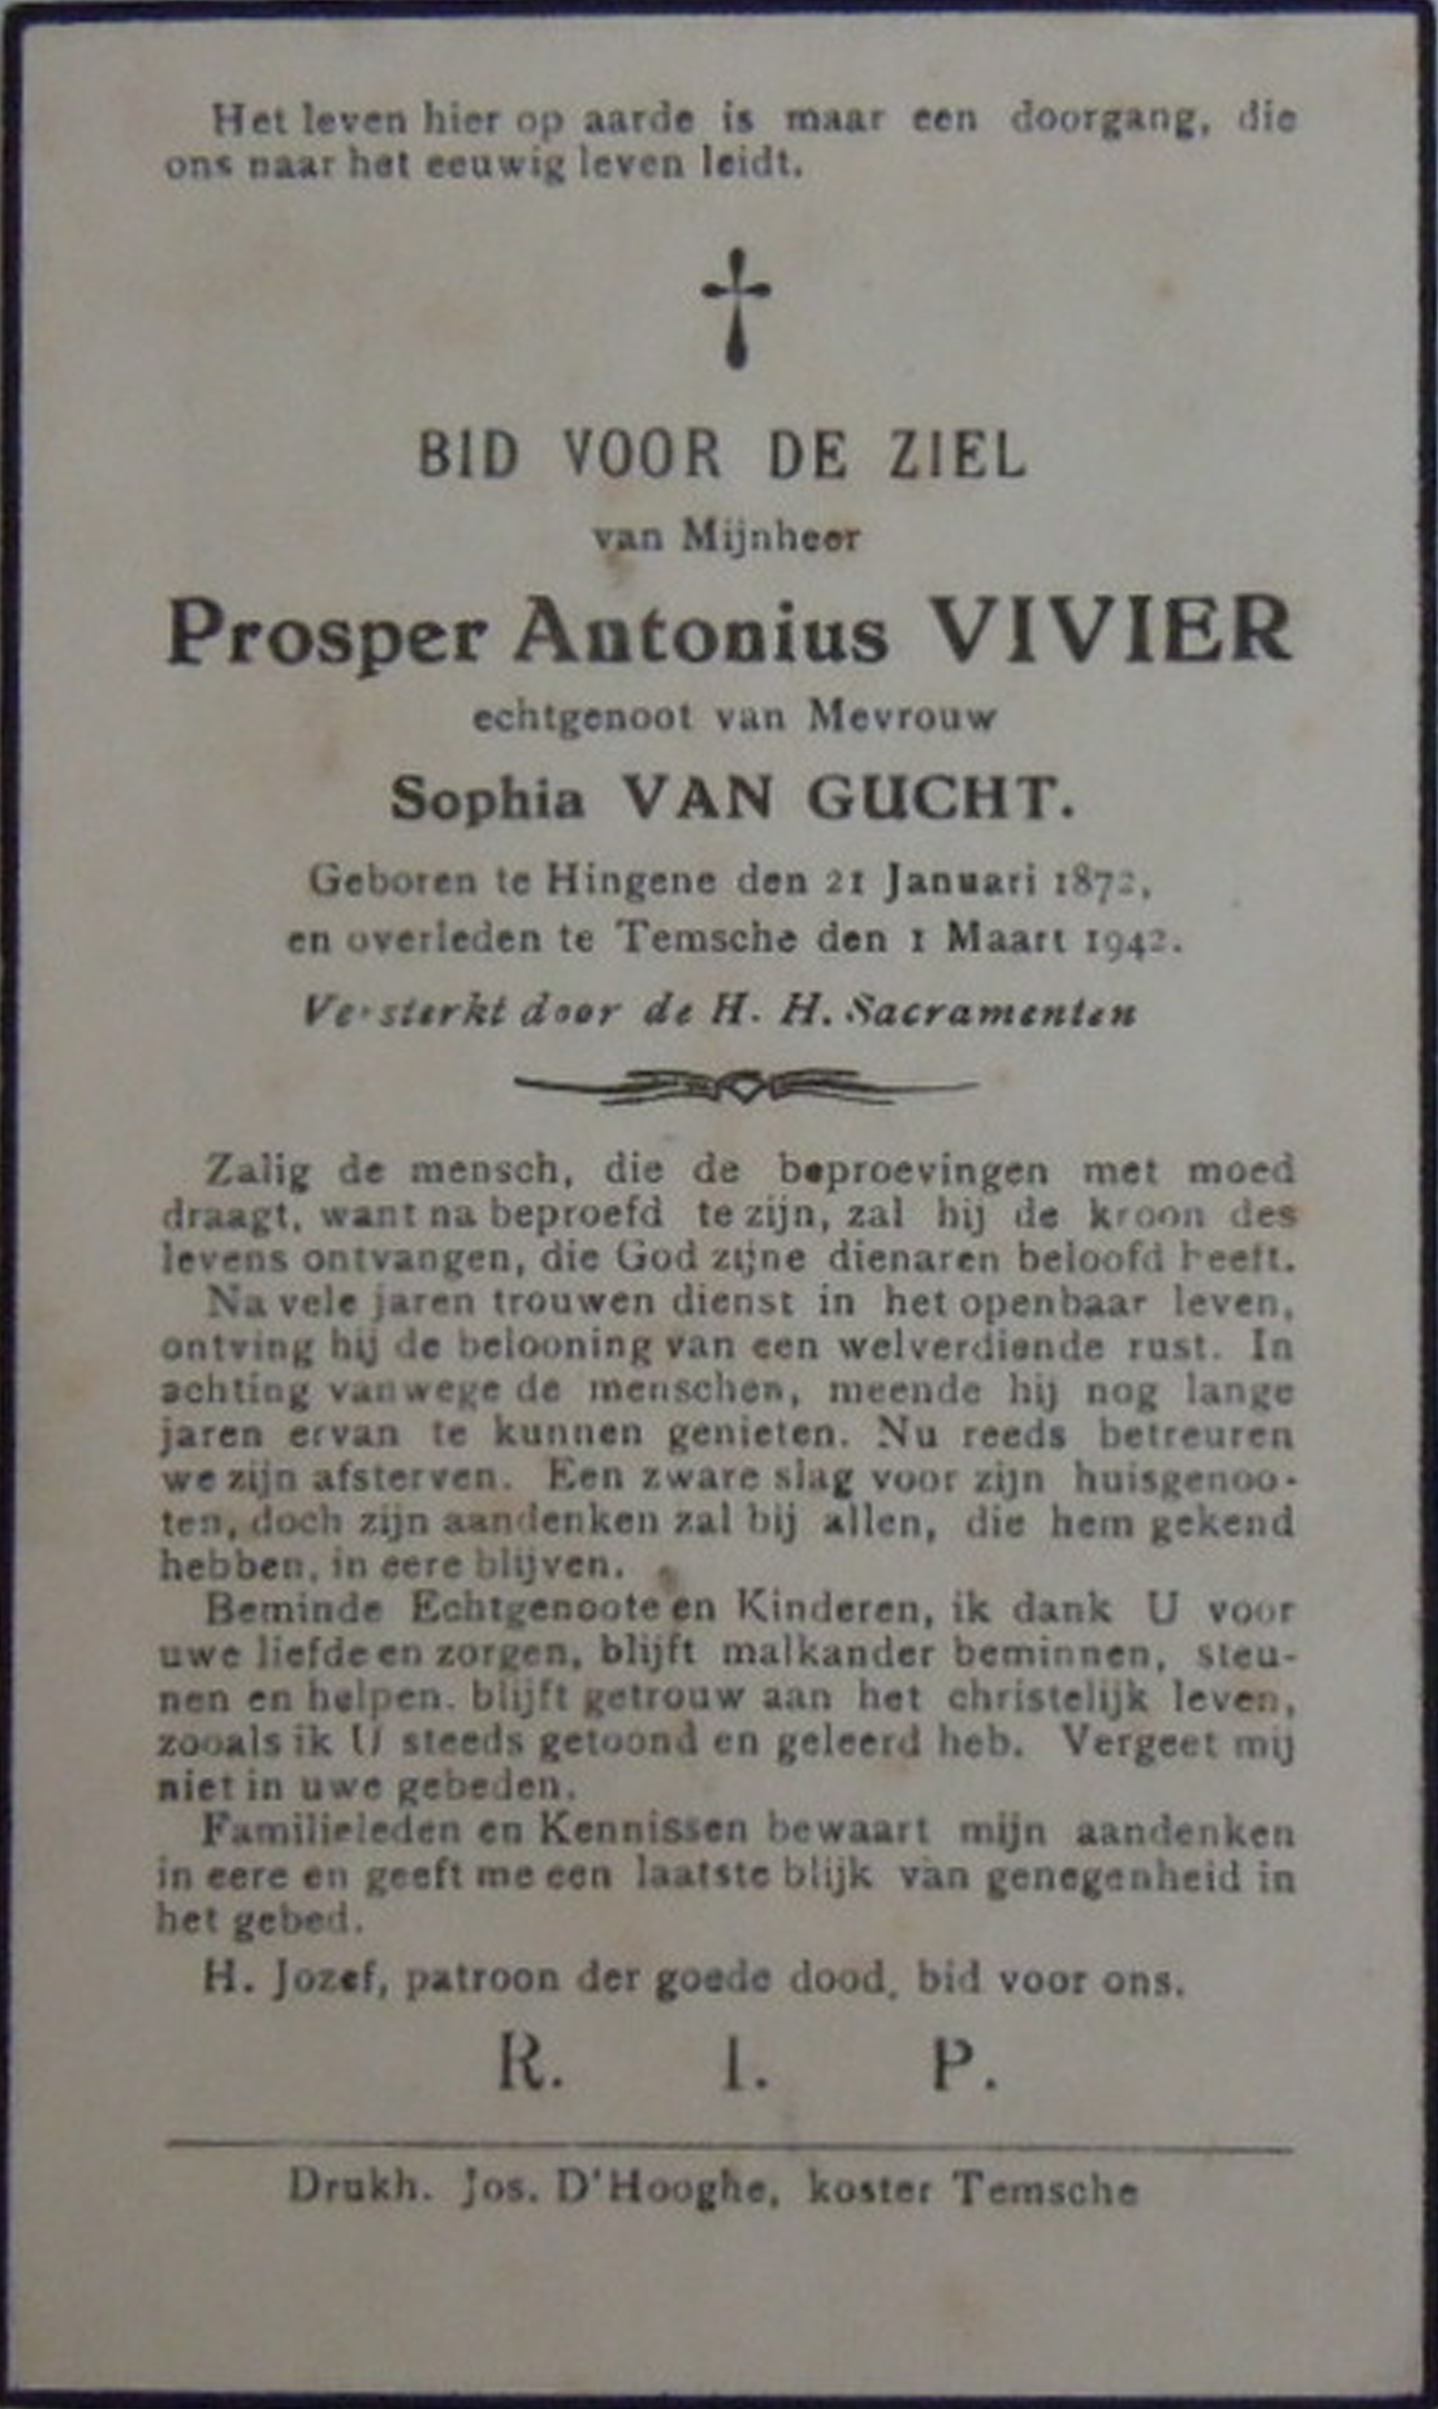 Het leven hier op aarde is maar een doorgang, die
ons naar het eeuwig leven leidt.
BID VOOR DE ZIEL
van Mijnheer
Prosper Antonius VIVIER
echtgenoot van Mevrouw
Sophia VAN GUCHT.
Geboren te Hingene den 21 Januari 1872,
en overleden te Temsche den 1 Maart 1942.
Versterkt door de H. H. Sacramenten
Zalig de mensch, die de beproevingen met moed
draagt, want na beproefd te zijn, zal hij de kroon des
levens ontvangen, die God zijne dienaren beloofd heeft.
Na vele jaren trouwen dienst in het openbaar leven,
ontving hij de belooning van een welverdiende rust. In
achting vanwege de menschen, meende hij nog lange
jaren ervan te kunnen genieten. Nu reeds betreuren
we zijn afsterven. Een zware slag voor zijn huisgenoo-
ten, doch zijn aandenken zal bij allen, die hem gekend
hebben, in eere blijven.
Beminde Echtgenoote en Kinderen, ik dank U voor
uwe liefde en zorgen, blijft malkander beminnen, steu-
nen en helpen. blijft getrouw aan het christelijk leven,
zooals ik U steeds getoond en geleerd heb. Vergeet mij
niet in uwe gebeden.
Familieleden en Kennissen bewaart mijn aandenken
in eere en geeft me een laatste blijk van genegenheid in
het gebed.
H. Jozef, patroon der goede dood, bid voor ons.
R. I. P.
Drukh. Jos. D'Hooghe, koster Temsche